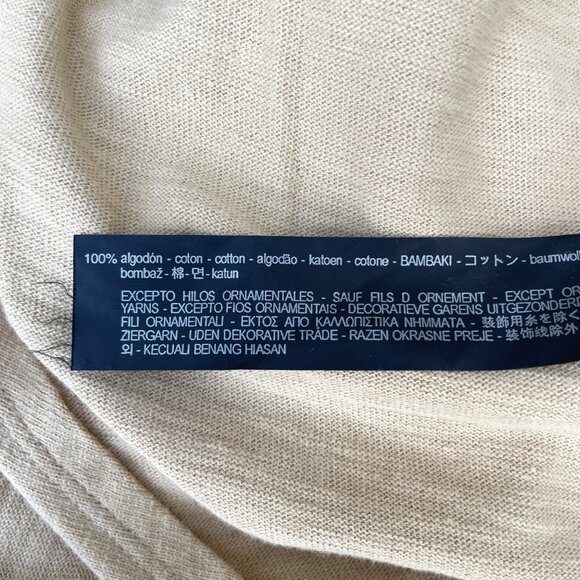 100% algodón - coton - cotton - algodão - katoen - cotone - BAMBAKI - コットン - baumwoll
bombaž - 棉 - 면 - katun
EXCEPTO HILOS ORNAMENTALES - SAUF FILS D ORNEMENT - EXCEPT OR
YARNS - EXCEPTO FIOS ORNAMENTAIS - DECORATIEVE GARENS UITGEZONDER
FILI ORNAMENTALI - ΕΚΤΟΣ ΑΠΟ ΚΑΛΛΩΠΙΣΤΙΚΑ ΝΗΜΜΑΤΑ - 装飾用糸を除く
ZIERGARN - UDEN DEKORATIVE TRÅDE - RAZEN OKRASNE PREJE - 装饰线除外
외 - KECUALI BENANG HIASAN